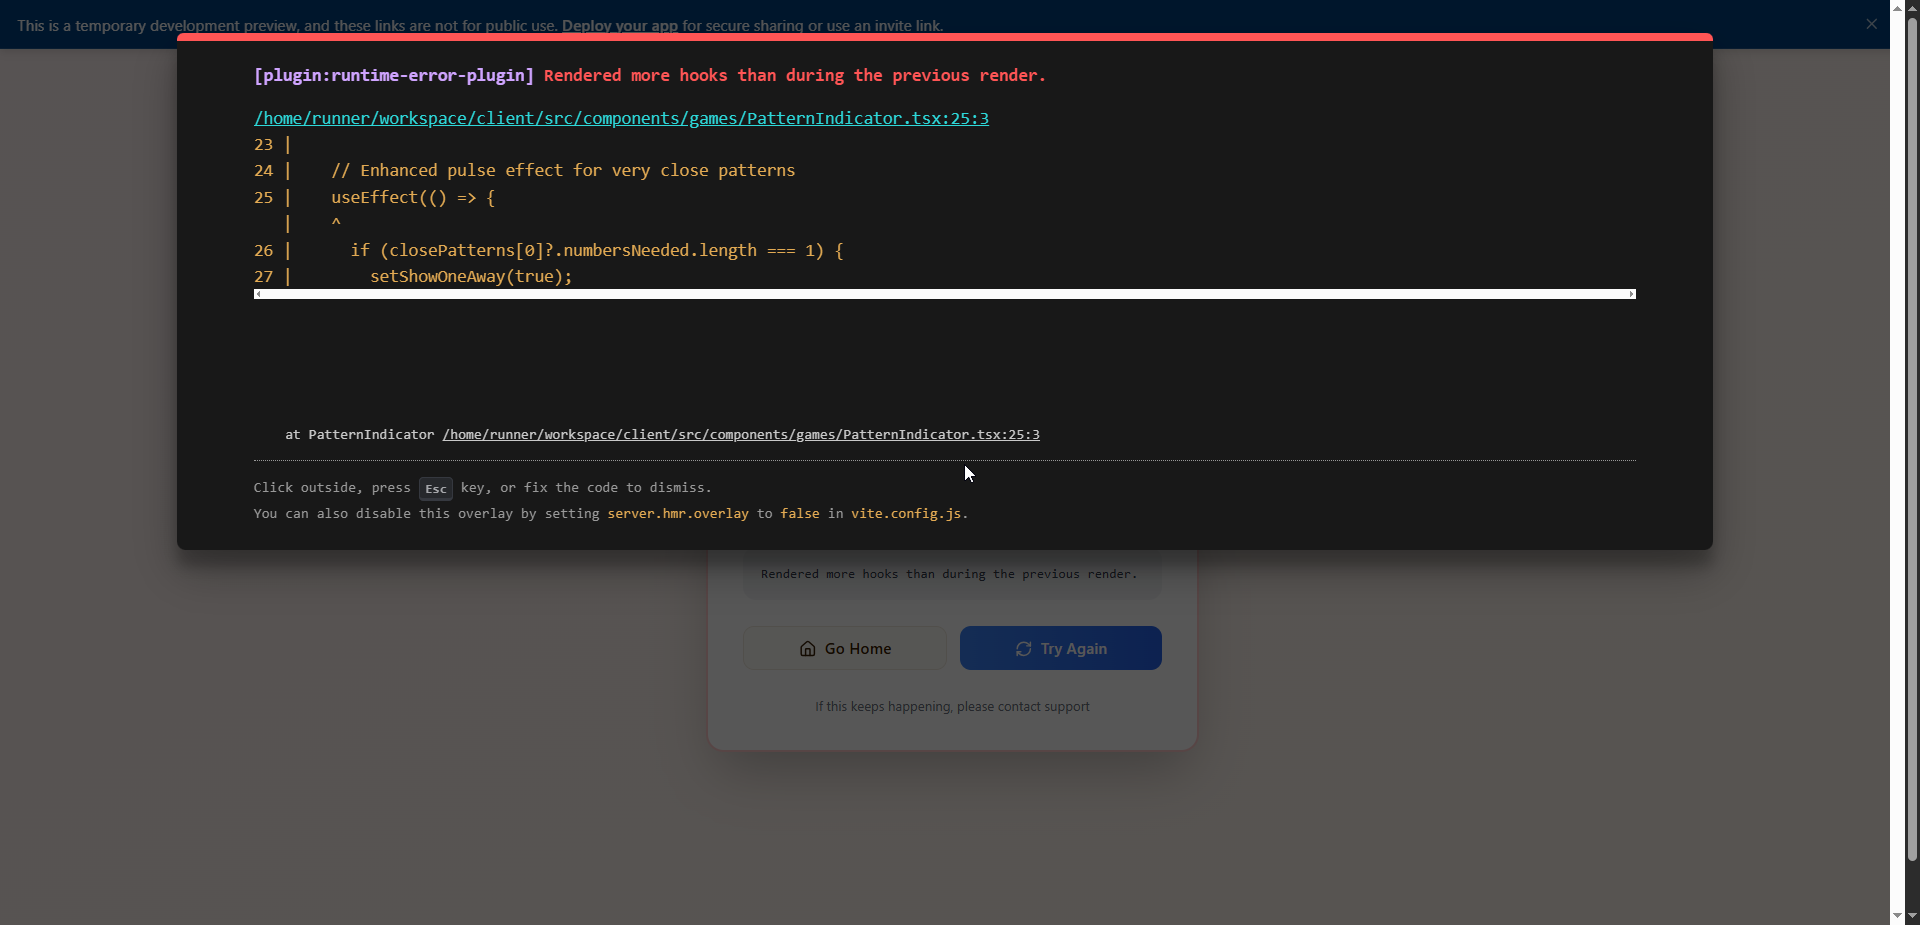 This is a temporary development preview, and these links are not for public use. Deploy your app for secure sharing or use an invite link.
[plugin:runtime-error-plugin] Rendered more hooks than during the previous render.
/home/runner/workspace/client/src/components/games/PatternIndicator.tsx:25:3
23 |
24 |    // Enhanced pulse effect for very close patterns
25 |    useEffect(() => {
   |    ^
26 |      if (closePatterns[0]?.numbersNeeded.length === 1) {
27 |        setShowOneAway(true);
at PatternIndicator /home/runner/workspace/client/src/components/games/PatternIndicator.tsx:25:3
Click outside, press Esc key, or fix the code to dismiss.
You can also disable this overlay by setting server.hmr.overlay to false in vite.config.js.
Rendered more hooks than during the previous render.
Go Home
Try Again
If this keeps happening, please contact support